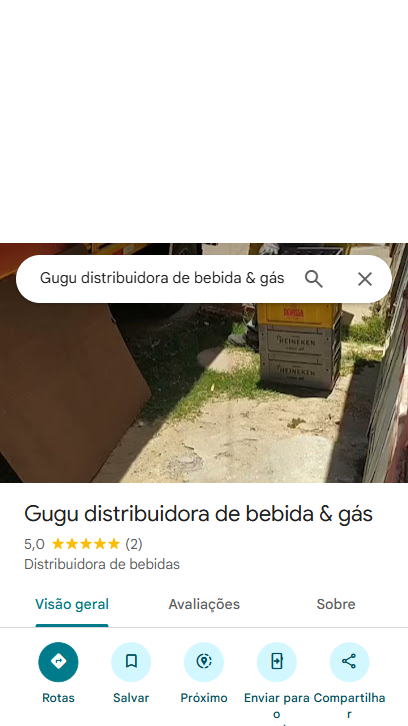 Gugu distribuidora de bebida & gás
HEINEKEN
HEINEKEN
Gugu distribuidora de bebida & gás
5,0 (2)
Distribuidora de bebidas
Visão geral Avaliações Sobre
Rotas Salvar Próximo Enviar para o Compartilhar